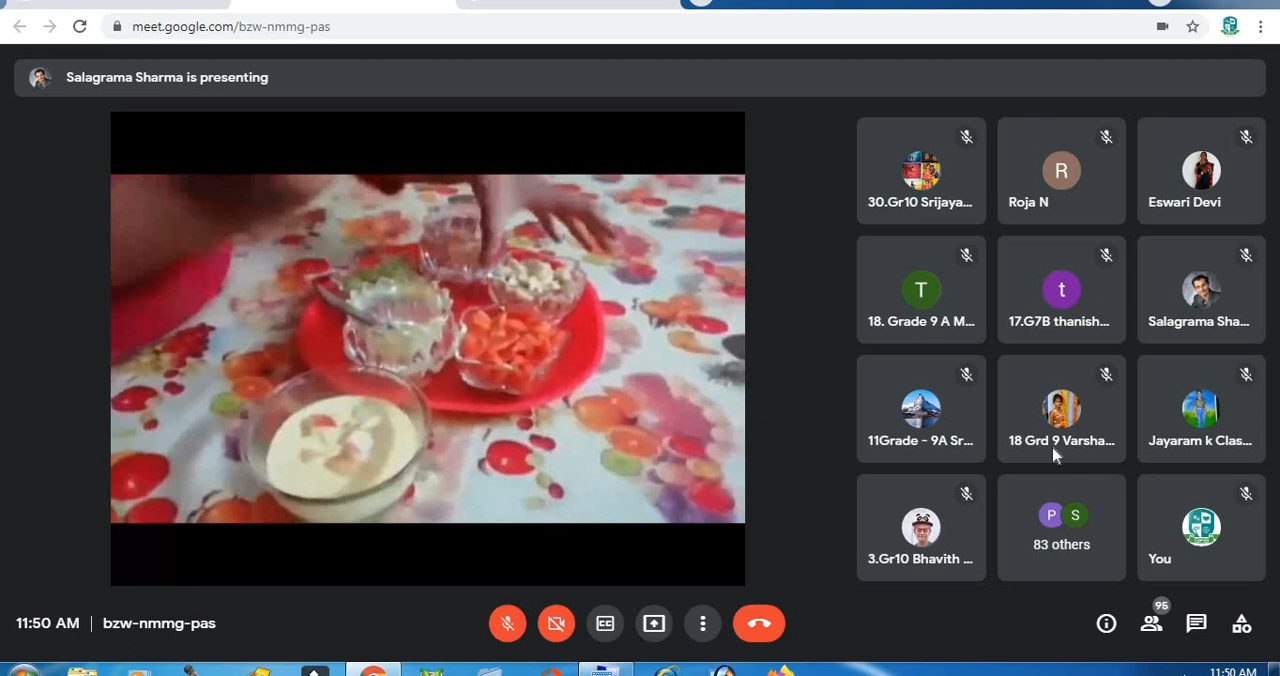 meet.google.com/bzw-nmmg-pas
Salagrama Sharma is presenting
30.Gr10 Srijaya...
R
Roja N
Eswari Devi
T
18. Grade 9 A M...
t
17.G7B thanish...
Salagrama Sha...
11Grade - 9A Sr...
18 Grd 9 Varsha...
Jayaram k Clas...
3.Gr10 Bhavith ...
P S
83 others
You
11:50 AM | bzw-nmmg-pas
CC
95
11:50 AM